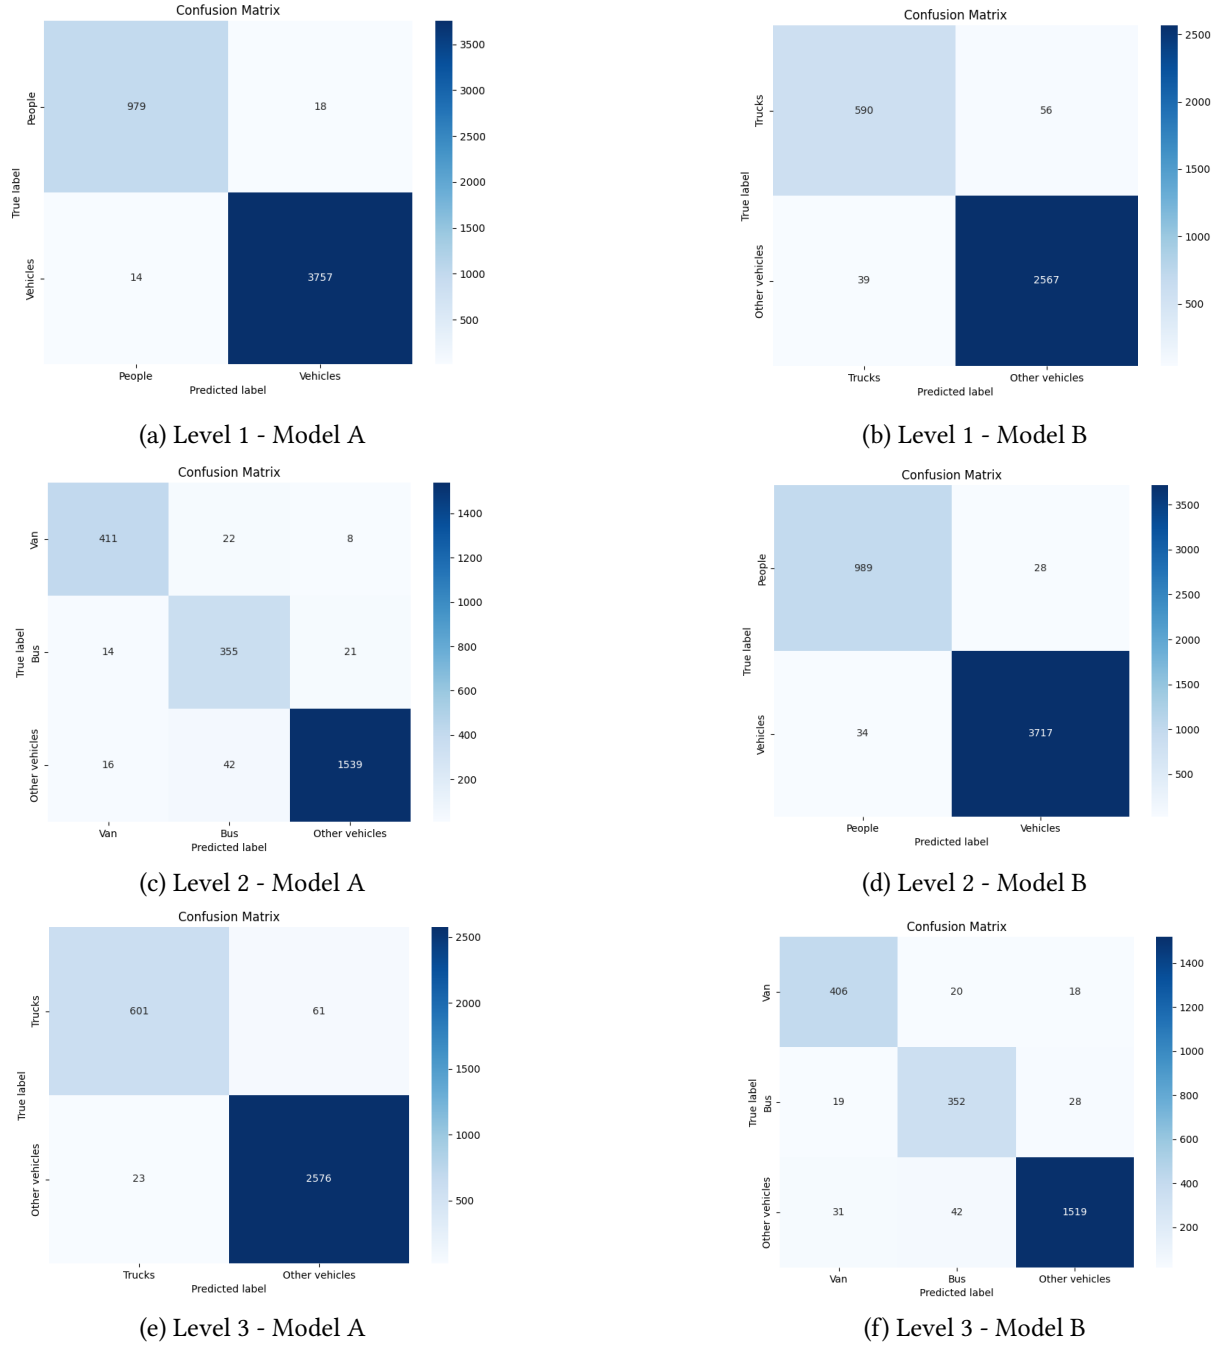 Confusion Matrix
People
979
18
3500
3000
2500
2000
1500
1000
500
True label
Vehicles
14
3757
People
Vehicles
Predicted label
(a) Level 1 - Model A
Confusion Matrix
Trucks
590
56
2500
2000
1500
1000
500
True label
Other vehicles
39
2567
Trucks
Other vehicles
Predicted label
(b) Level 1 - Model B
Confusion Matrix
Van
411
22
8
1400
1200
1000
800
600
400
200
True label
Bus
14
355
21
Other vehicles
16
42
1539
Van
Bus
Other vehicles
Predicted label
(c) Level 2 - Model A
Confusion Matrix
People
989
28
3500
3000
2500
2000
1500
1000
500
True label
Vehicles
34
3717
People
Vehicles
Predicted label
(d) Level 2 - Model B
Confusion Matrix
Trucks
601
61
2500
2000
1500
1000
500
True label
Other vehicles
23
2576
Trucks
Other vehicles
Predicted label
(e) Level 3 - Model A
Confusion Matrix
Van
406
20
18
1400
1200
1000
800
600
400
200
True label
Bus
19
352
28
Other vehicles
31
42
1519
Van
Bus
Other vehicles
Predicted label
(f) Level 3 - Model B